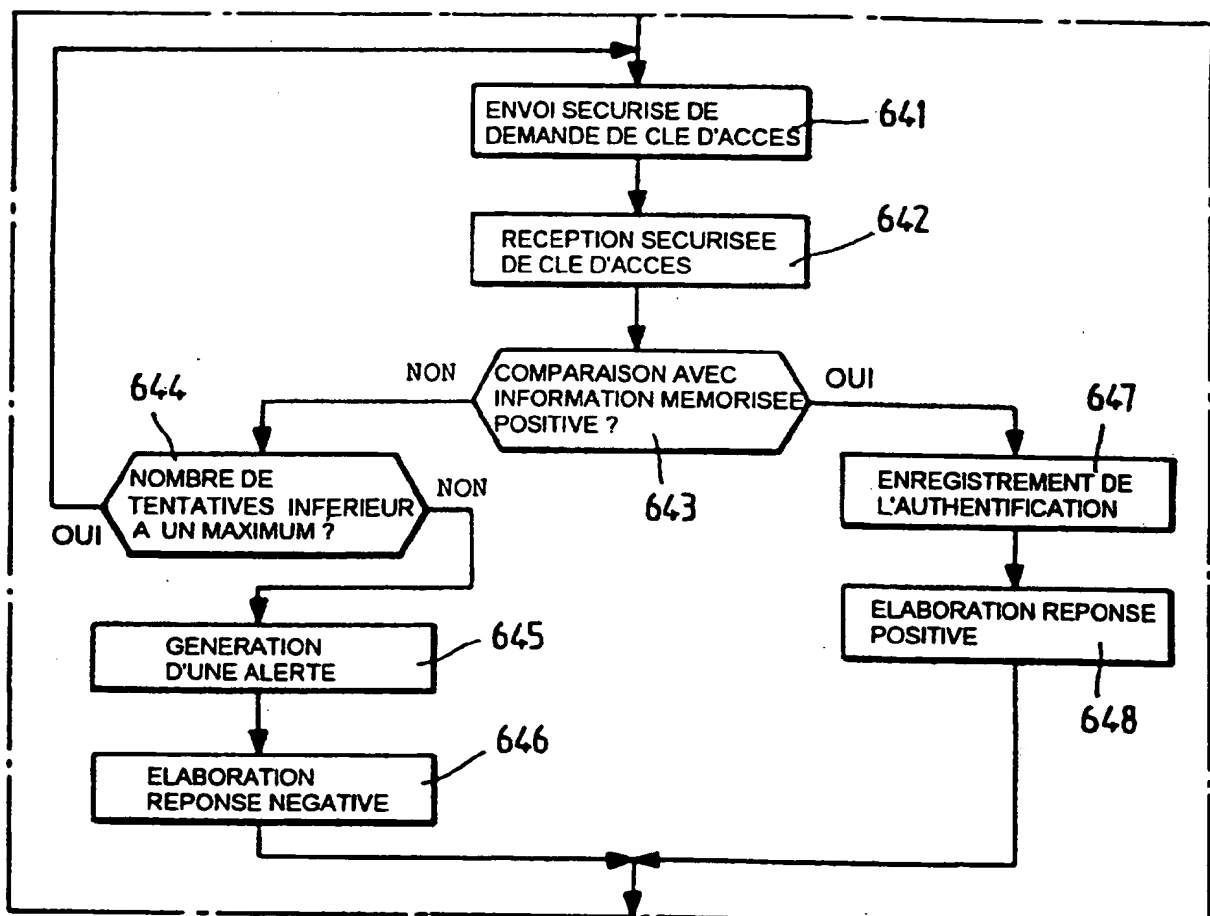 ENVOI SECURISE DE
DEMANDE DE CLE D'ACCES
641
RECEPTION SECURISEE
DE CLE D'ACCES
642
COMPARAISON AVEC
INFORMATION MEMORISEE
POSITIVE ?
643
NON
OUI
644
NOMBRE DE
TENTATIVES INFERIEUR
A UN MAXIMUM ?
OUI
NON
647
ENREGISTREMENT DE
L'AUTHENTIFICATION
GENERATION
D'UNE ALERTE
645
ELABORATION REPONSE
POSITIVE
648
ELABORATION
REPONSE NEGATIVE
646